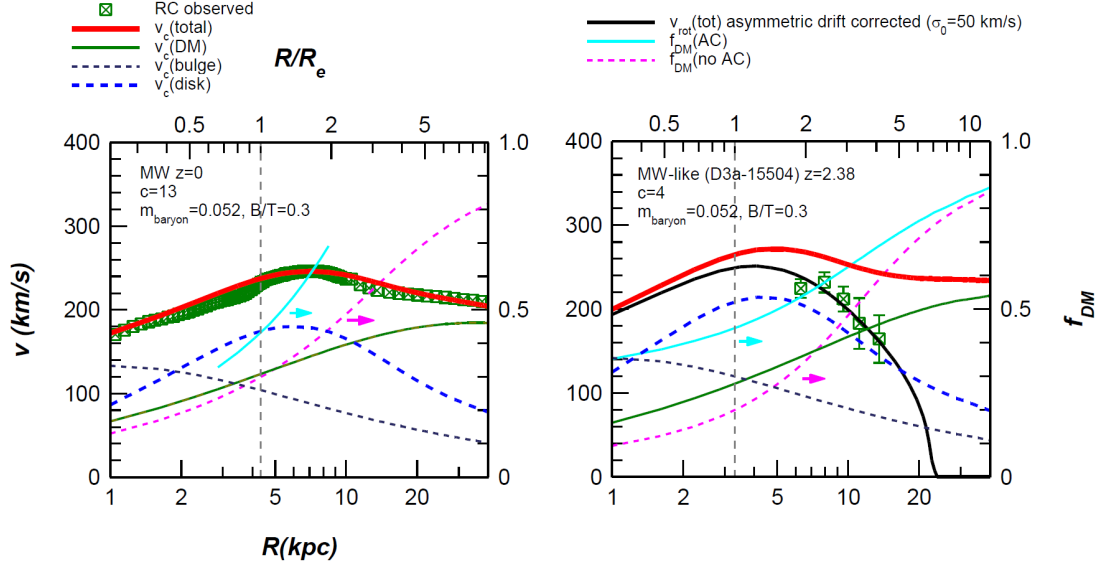 RC observed
v_c(total)
v_c(DM)
v_c(bulge)
v_c(disk)
R/R_e
v_rot(tot) asymmetric drift corrected (σ_0=50 km/s)
f_DM(AC)
f_DM(no AC)
0.5 1 2 5
400 1.0
MW z=0
c=13
m_baryon=0.052, B/T=0.3
300
200 0.5
100
0 0
1 2 10 20
v (km/s)
R(kpc)
0.5 1 2 5 10
400 1.0
MW-like (D3a-15504) z=2.38
c=4
m_baryon=0.052, B/T=0.3
300
200 0.5
100
0 0
1 2 10 20
f_DM